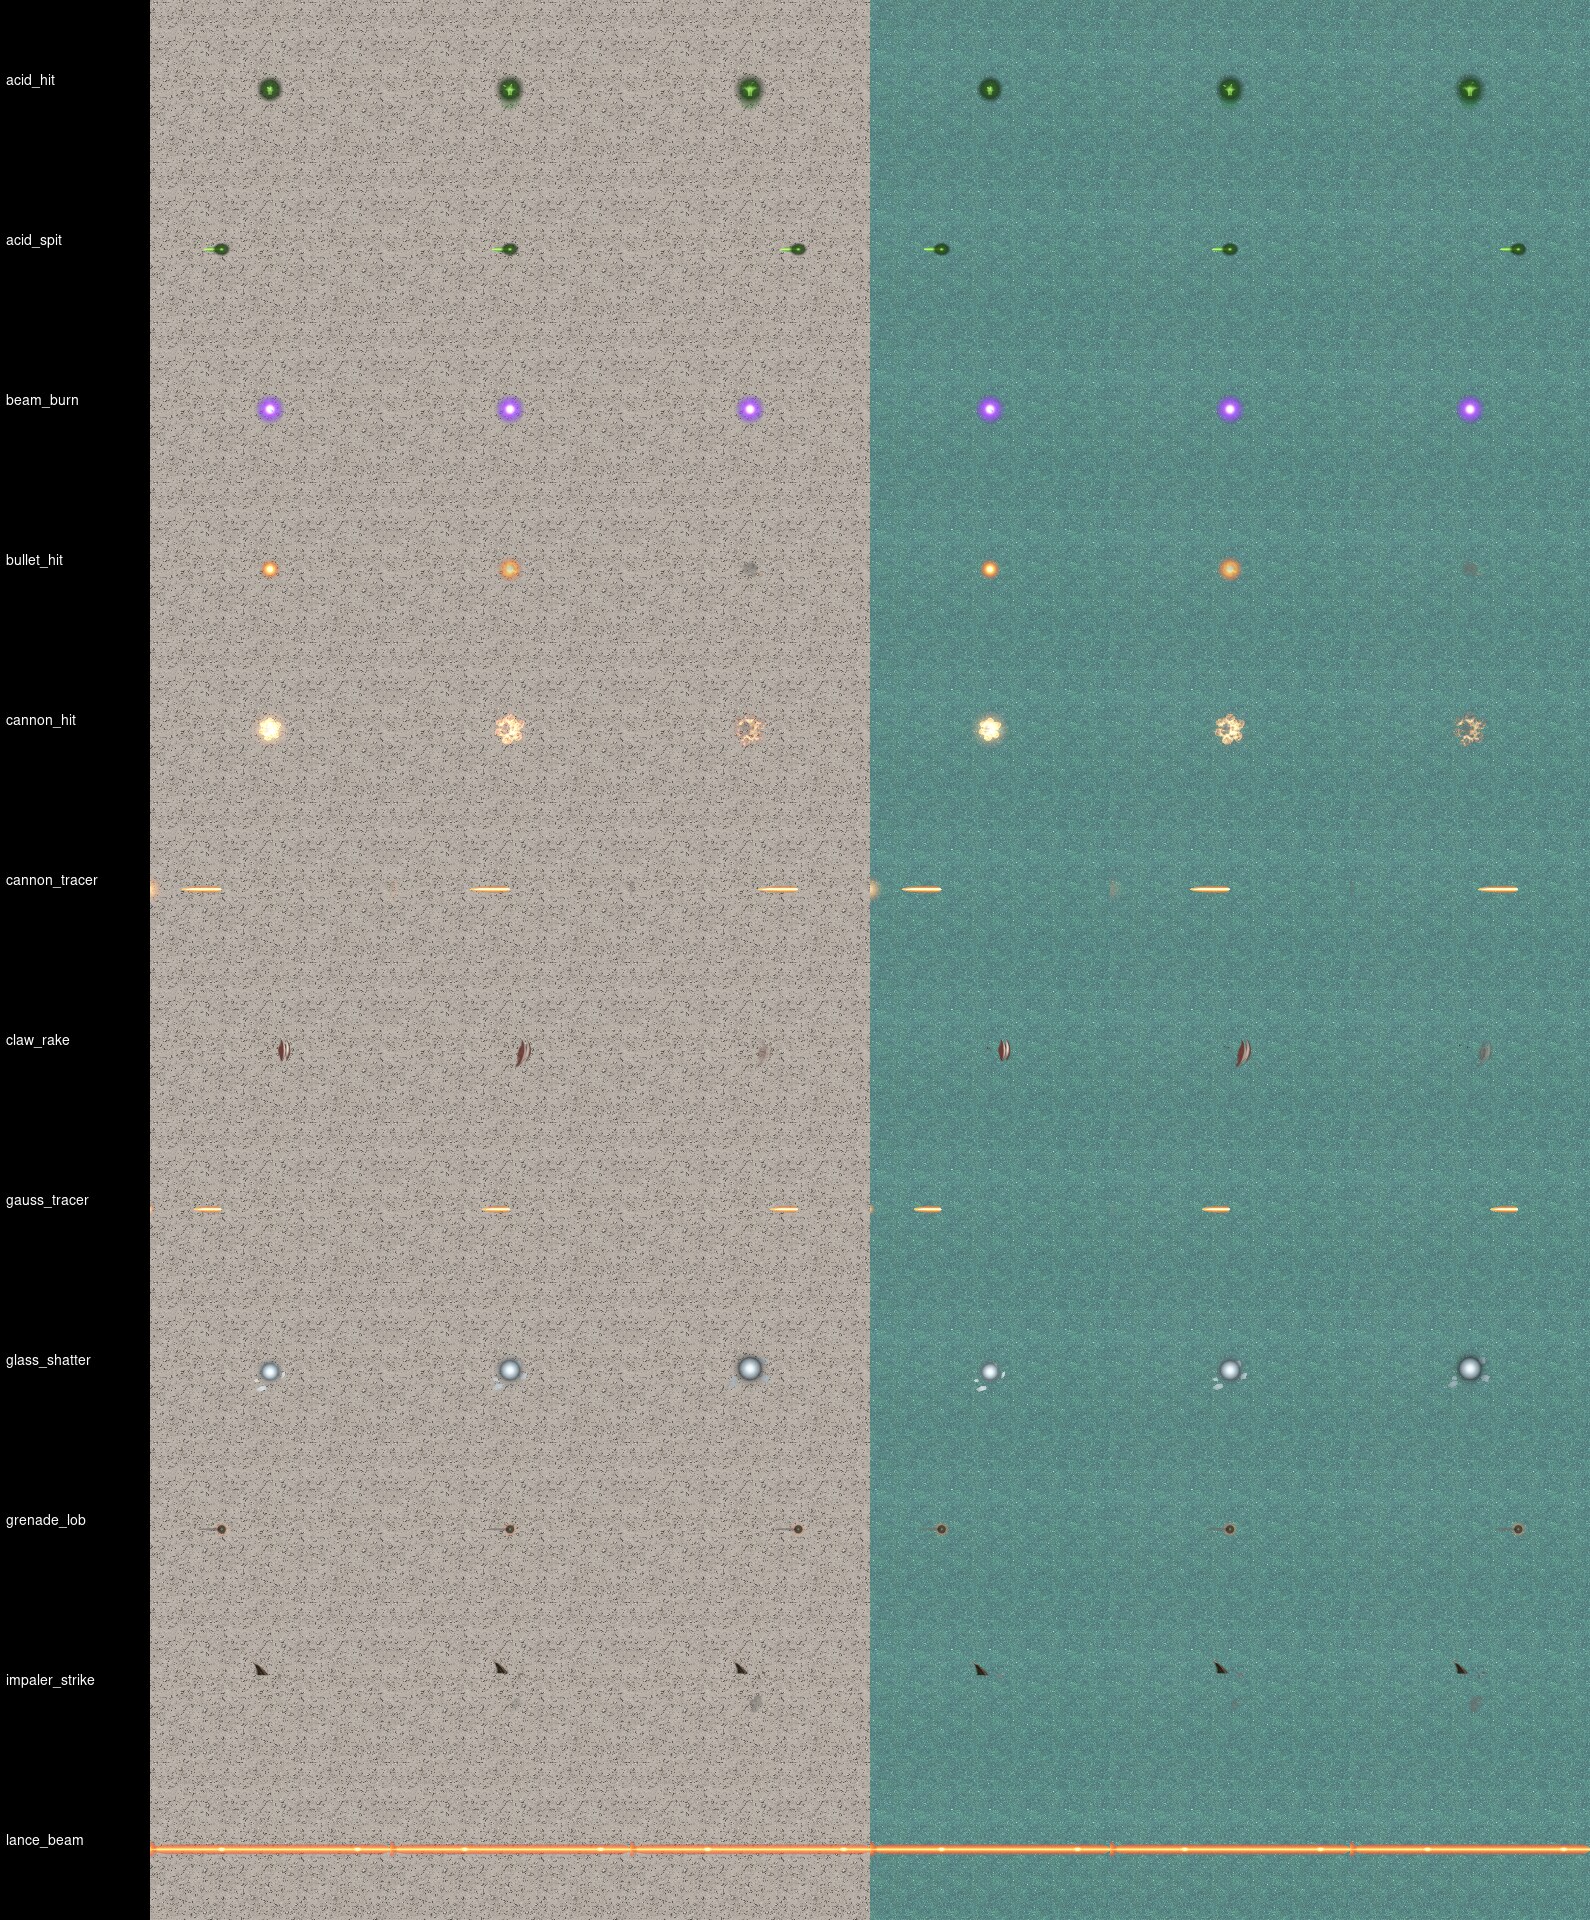 acid_hit
acid_spit
beam_burn
bullet_hit
cannon_hit
cannon_tracer
claw_rake
gauss_tracer
glass_shatter
grenade_lob
impaler_strike
lance_beam